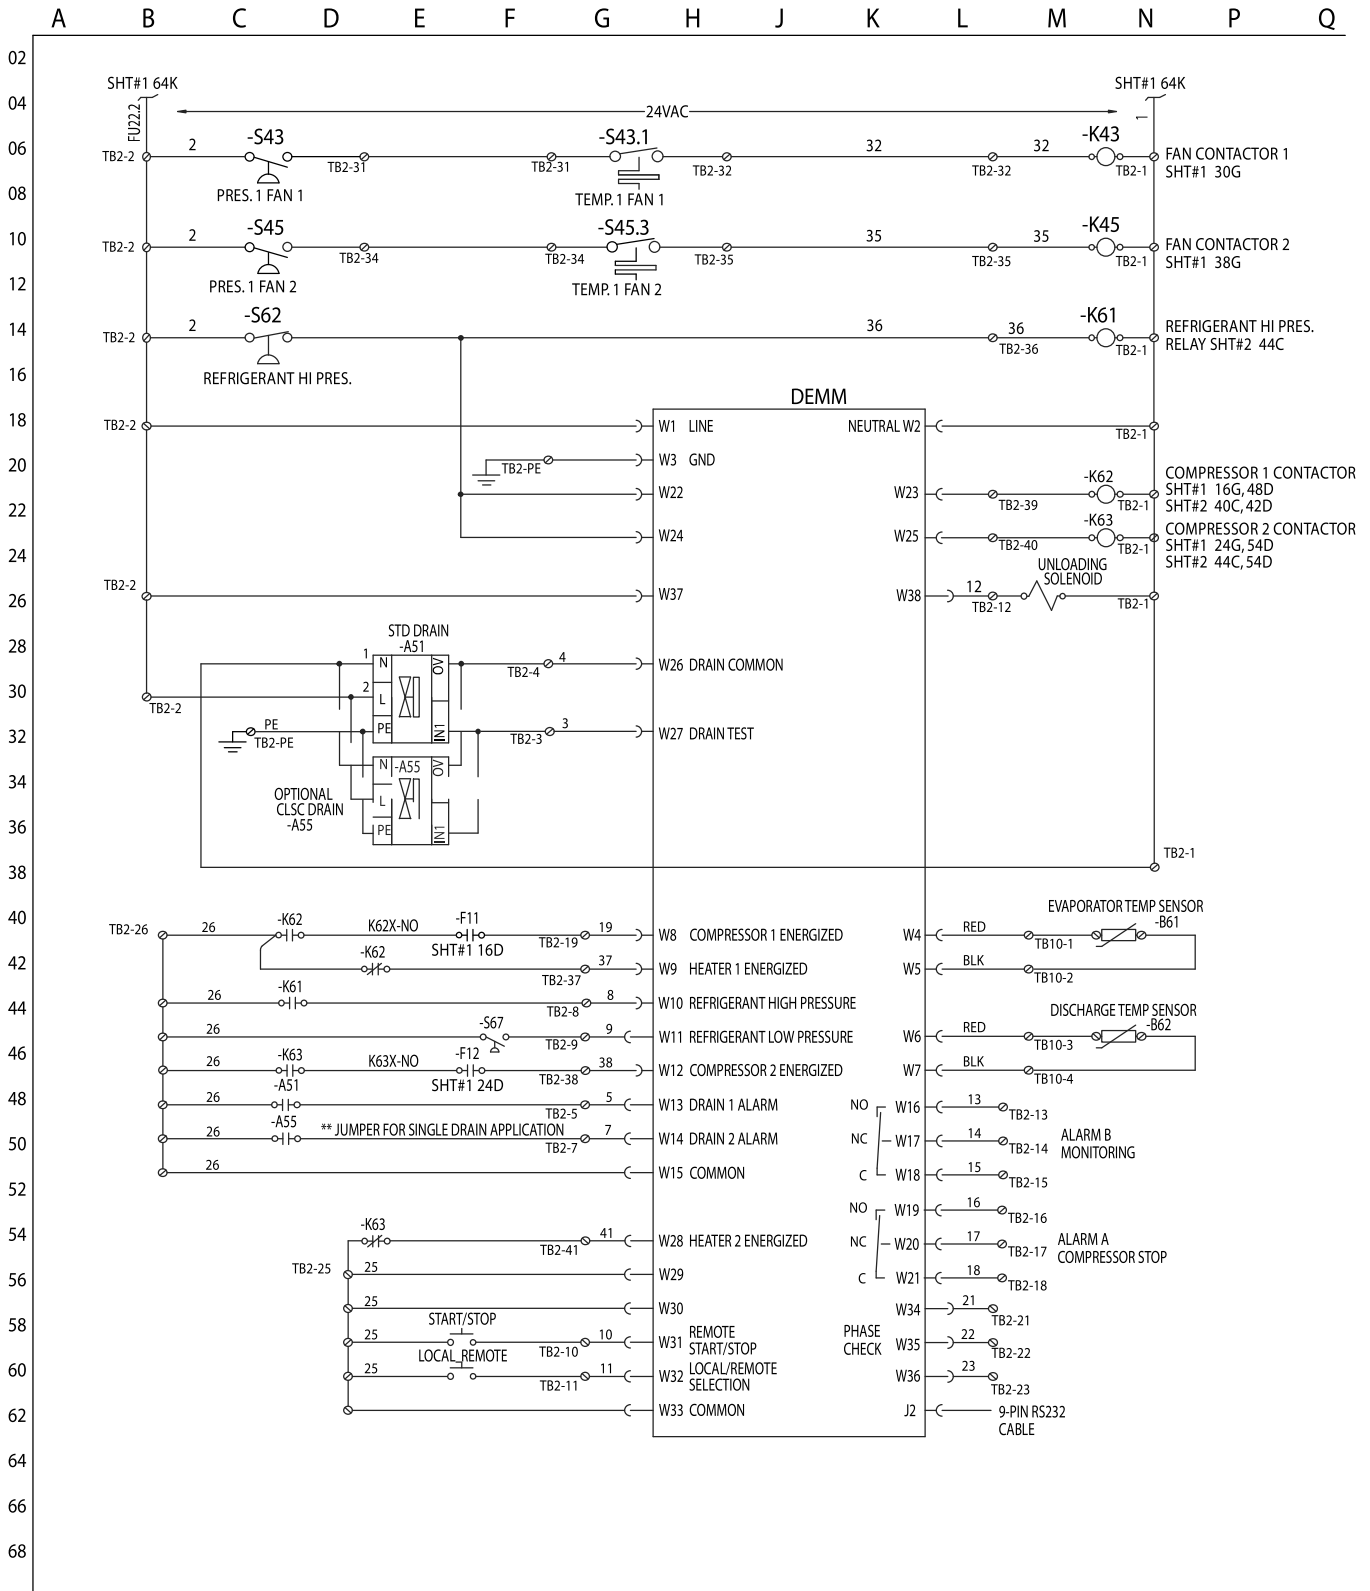 A B C D E F G H J K L M N P Q
02
SHT#1 64K SHT#1 64K
04
FU22.2
24VAC
1
06
TB2-2 2 -S43 TB2-31 TB2-31 -S43.1 TB2-32 32 TB2-32 32 -K43 TB2-1 FAN CONTACTOR 1
SHT#1 30G
PRES. 1 FAN 1 TEMP. 1 FAN 1
08
10
TB2-2 2 -S45 TB2-34 TB2-34 -S45.3 TB2-35 35 TB2-35 35 -K45 TB2-1 FAN CONTACTOR 2
SHT#1 38G
PRES. 1 FAN 2 TEMP. 1 FAN 2
12
14
TB2-2 2 -S62 36 36 TB2-36 -K61 TB2-1 REFRIGERANT HI PRES.
RELAY SHT#2 44C
REFRIGERANT HI PRES.
16
DEMM
18
TB2-2 W1 LINE NEUTRAL W2 TB2-1
20
TB2-PE W3 GND
W22 W23 TB2-39 -K62 TB2-1 COMPRESSOR 1 CONTACTOR
SHT#1 16G, 48D
SHT#2 40C, 42D
22
W24 W25 TB2-40 -K63 TB2-1 COMPRESSOR 2 CONTACTOR
SHT#1 24G, 54D
SHT#2 44C, 54D
24
UNLOADING
SOLENOID
26
TB2-2 W37 W38 12 TB2-12 TB2-1
28
STD DRAIN
-A51
1 N OV TB2-4 4 W26 DRAIN COMMON
30
TB2-2 2 L
32
PE TB2-PE PE IN1 TB2-3 3 W27 DRAIN TEST
34
N -A55 OV
OPTIONAL
CLSC DRAIN
-A55
L
36
PE IN1
38
TB2-1
40
TB2-26 26 -K62 K62X-NO -F11 SHT#1 16D TB2-19 19 W8 COMPRESSOR 1 ENERGIZED W4 RED TB10-1 EVAPORATOR TEMP SENSOR
-B61
42
-K62 TB2-37 37 W9 HEATER 1 ENERGIZED W5 BLK TB10-2
44
26 -K61 TB2-8 8 W10 REFRIGERANT HIGH PRESSURE
26 -S67 TB2-9 9 W11 REFRIGERANT LOW PRESSURE W6 RED TB10-3 DISCHARGE TEMP SENSOR
-B62
46
26 -K63 K63X-NO -F12 SHT#1 24D TB2-38 38 W12 COMPRESSOR 2 ENERGIZED W7 BLK TB10-4
48
26 -A51 TB2-5 5 W13 DRAIN 1 ALARM NO W16 13 TB2-13
50
26 -A55 ** JUMPER FOR SINGLE DRAIN APPLICATION TB2-7 7 W14 DRAIN 2 ALARM NC W17 14 TB2-14 ALARM B
MONITORING
26 W15 COMMON C W18 15 TB2-15
52
NO W19 16 TB2-16
54
-K63 TB2-41 41 W28 HEATER 2 ENERGIZED NC W20 17 TB2-17 ALARM A
COMPRESSOR STOP
56
TB2-25 25 W29 C W21 18 TB2-18
25 W30 W34 21 TB2-21
58
25 START/STOP TB2-10 10 W31 REMOTE
START/STOP
PHASE
CHECK
W35 22 TB2-22
60
25 LOCAL REMOTE TB2-11 11 W32 LOCAL/REMOTE
SELECTION
W36 23 TB2-23
62
W33 COMMON J2 9-PIN RS232
CABLE
64
66
68